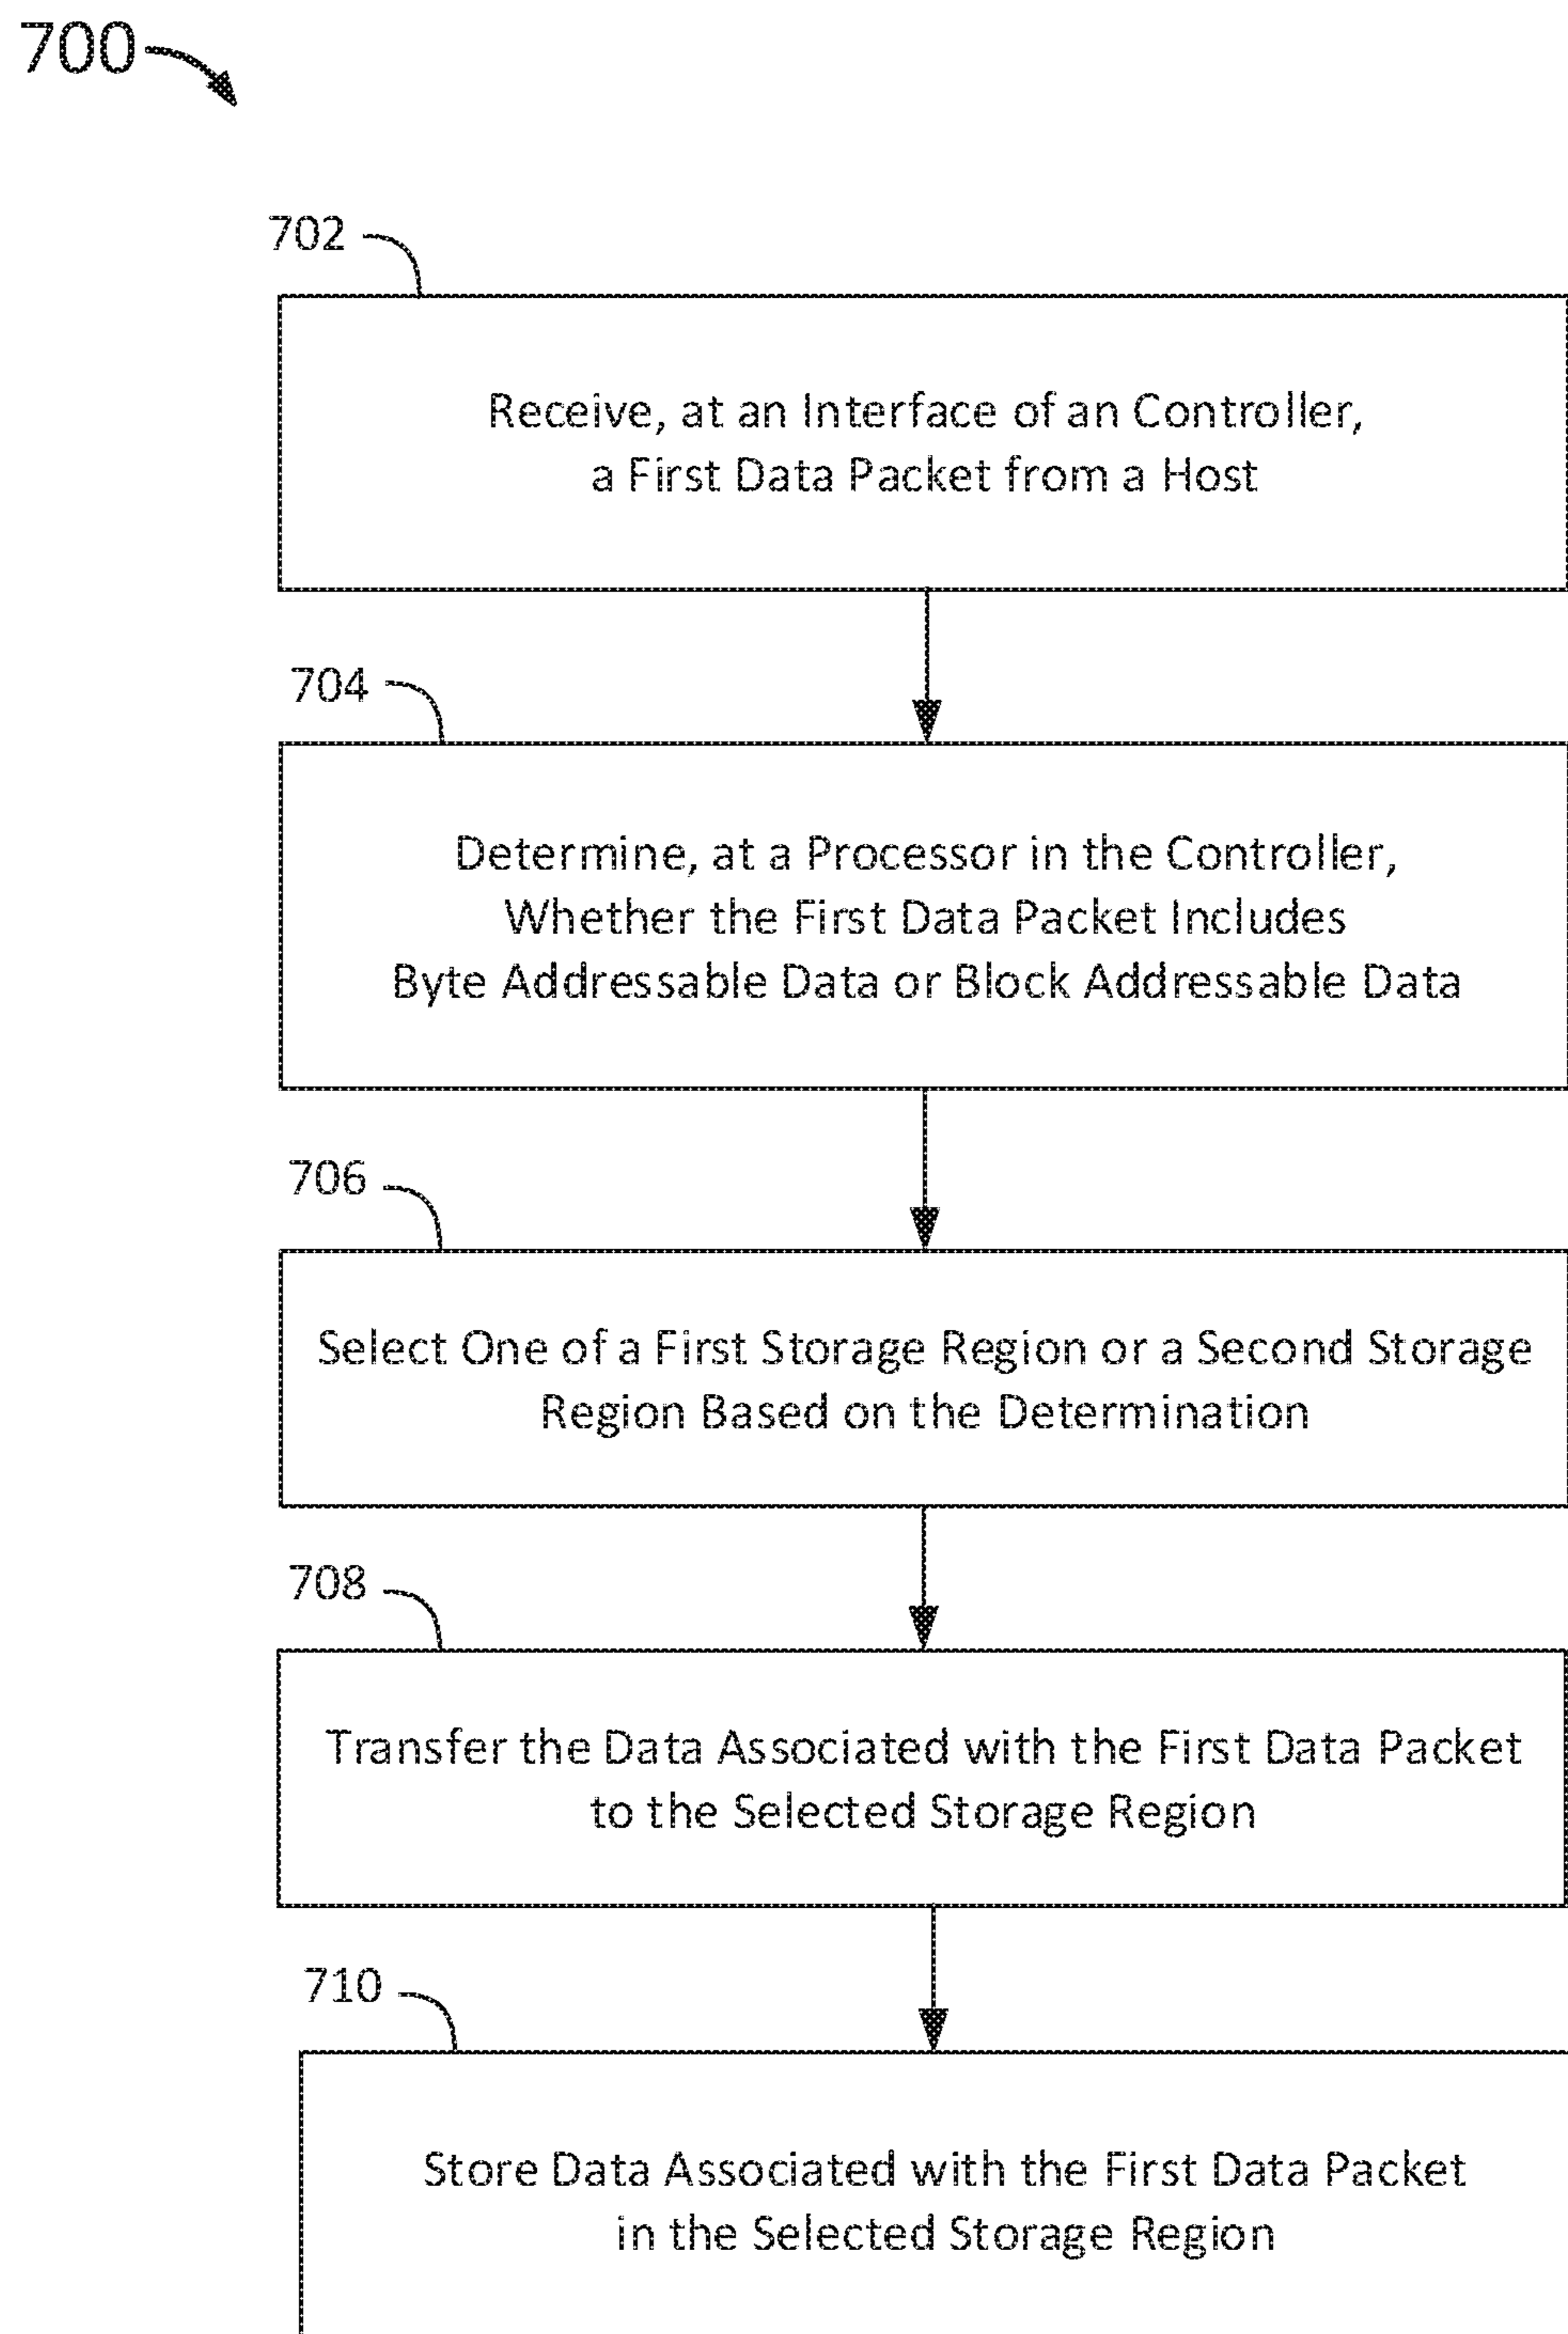 700
702
Receive, at an Interface of an Controller,
a First Data Packet from a Host
704
Determine, at a Processor in the Controller,
Whether the First Data Packet Includes
Byte Addressable Data or Block Addressable Data
706
Select One of a First Storage Region or a Second Storage
Region Based on the Determination
708
Transfer the Data Associated with the First Data Packet
to the Selected Storage Region
710
Store Data Associated with the First Data Packet
in the Selected Storage Region